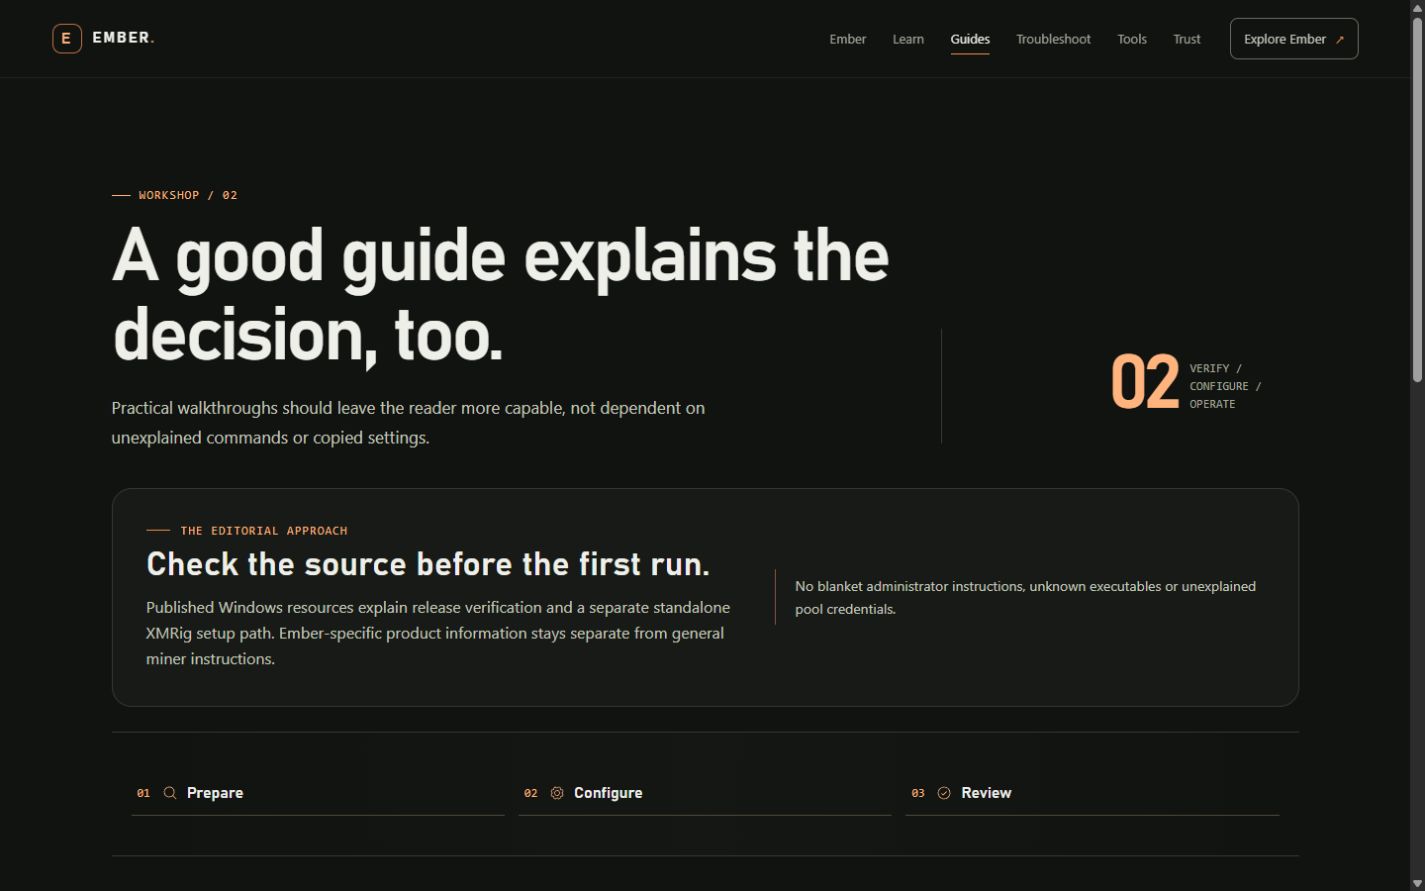 E EMBER.
Ember Learn Guides Troubleshoot Tools Trust Explore Ember ↗
WORKSHOP / 02
A good guide explains the
decision, too.
Practical walkthroughs should leave the reader more capable, not dependent on
unexplained commands or copied settings.
02
VERIFY /
CONFIGURE /
OPERATE
THE EDITORIAL APPROACH
Check the source before the first run.
Published Windows resources explain release verification and a separate standalone
XMRig setup path. Ember-specific product information stays separate from general
miner instructions.
No blanket administrator instructions, unknown executables or unexplained
pool credentials.
01 Prepare
02 Configure
03 Review